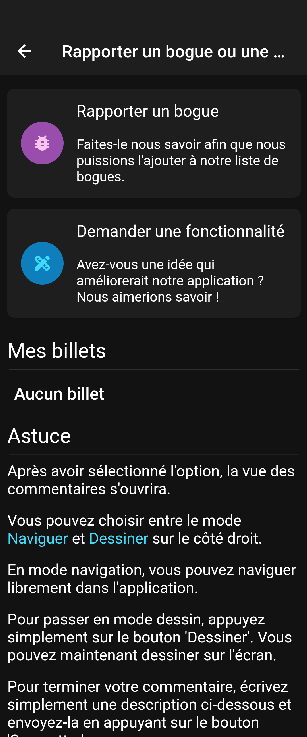 Rapporter un bogue ou une ...
Rapporter un bogue
Faites-le nous savoir afin que nous
puissions l'ajouter à notre liste de
bogues.
Demander une fonctionnalité
Avez-vous une idée qui
améliorerait notre application ?
Nous aimerions savoir !
Mes billets
Aucun billet
Astuce
Après avoir sélectionné l'option, la vue des
commentaires s'ouvrira.
Vous pouvez choisir entre le mode
Naviguer et Dessiner sur le côté droit.
En mode navigation, vous pouvez naviguer
librement dans l'application.
Pour passer en mode dessin, appuyez
simplement sur le bouton 'Dessiner'. Vous
pouvez maintenant dessiner sur l'écran.
Pour terminer votre commentaire, écrivez
simplement une description ci-dessous et
envoyez-la en appuyant sur le bouton